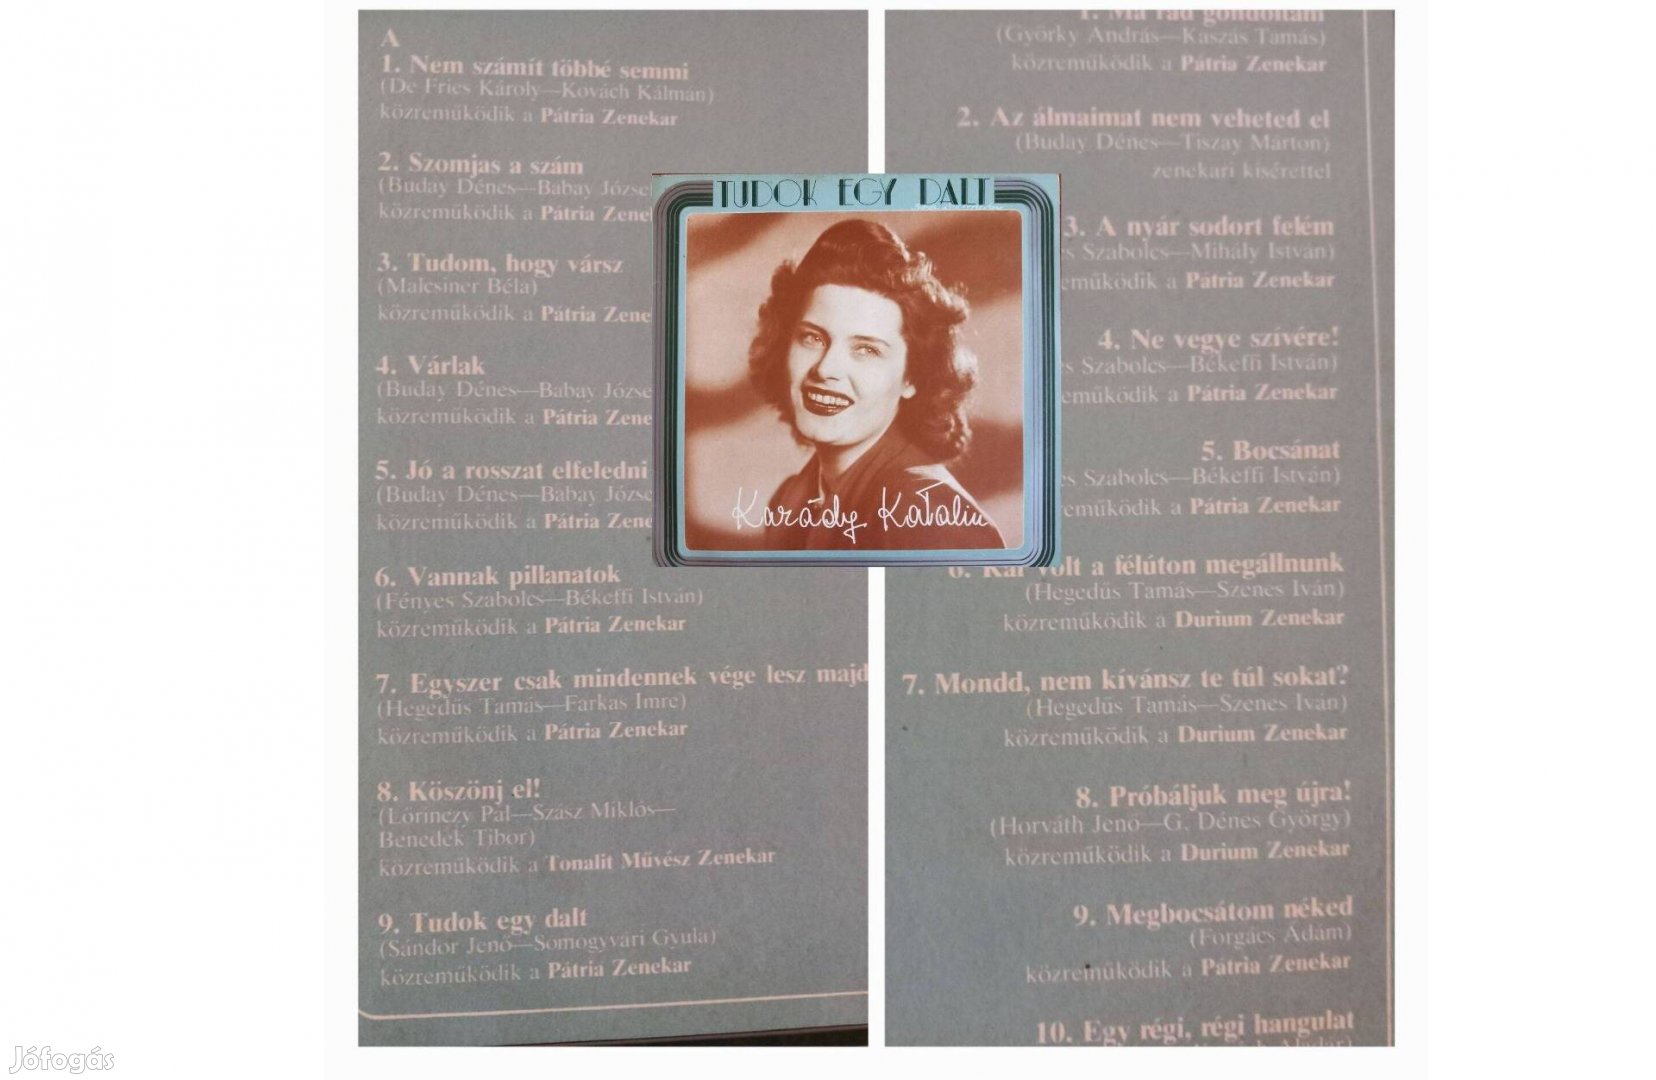 A
1. Nem számít többé semmi
(De Fries Károly—Kovách Kálmán)
közreműködik a Pátria Zenekar
2. Szomjas a szám
(Buday Dénes—Babay Józse
közreműködik a Pátria Zene
3. Tudom, hogy vársz
(Malcsiner Béla)
közreműködik a Pátria Zene
4. Várlak
(Buday Dénes—Babay Józse
közreműködik a Pátria Zene
5. Jó a rosszat elfeledni
(Buday Dénes—Babay Józse
közreműködik a Pátria Zene
6. Vannak pillanatok
(Fényes Szabolcs—Békeffi István)
közreműködik a Pátria Zenekar
7. Egyszer csak mindennek vége lesz majd
(Hegedűs Tamás—Farkas Imre)
közreműködik a Pátria Zenekar
8. Köszönj el!
(Lőrinczy Pál—Szász Miklós—
Benedek Tibor)
közreműködik a Tonalit Művész Zenekar
9. Tudok egy dalt
(Sándor Jenő—Somogyvári Gyula)
közreműködik a Pátria Zenekar
TUDOK EGY DALT
Karády Katalin
1. Ma rád gondoltam
(Györky András—Kaszás Tamás)
közreműködik a Pátria Zenekar
2. Az álmaimat nem veheted el
(Buday Dénes—Tiszay Márton)
zenekari kísérettel
3. A nyár sodort felém
s Szabolcs—Mihály István)
eműködik a Pátria Zenekar
4. Ne vegye szívére!
s Szabolcs—Békeffi István)
eműködik a Pátria Zenekar
5. Bocsánat
s Szabolcs—Békeffi István)
eműködik a Pátria Zenekar
6. Kár volt a félúton megállnunk
(Hegedűs Tamás—Szenes Iván)
közreműködik a Durium Zenekar
7. Mondd, nem kívánsz te túl sokat?
(Hegedűs Tamás—Szenes Iván)
közreműködik a Durium Zenekar
8. Próbáljuk meg újra!
(Horváth Jenő—G. Dénes György)
közreműködik a Durium Zenekar
9. Megbocsátom néked
(Forgács Ádám)
közreműködik a Pátria Zenekar
10. Egy régi, régi hangulat
Jófogás